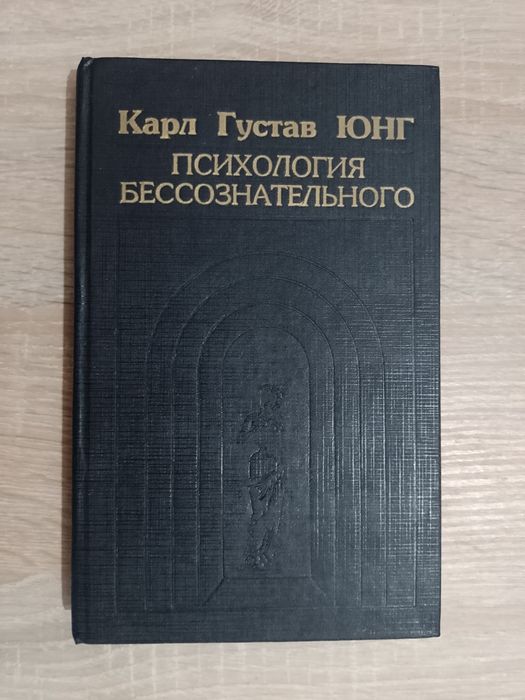 Карл Густав ЮНГ
ПСИХОЛОГИЯ
БЕССОЗНАТЕЛЬНОГО